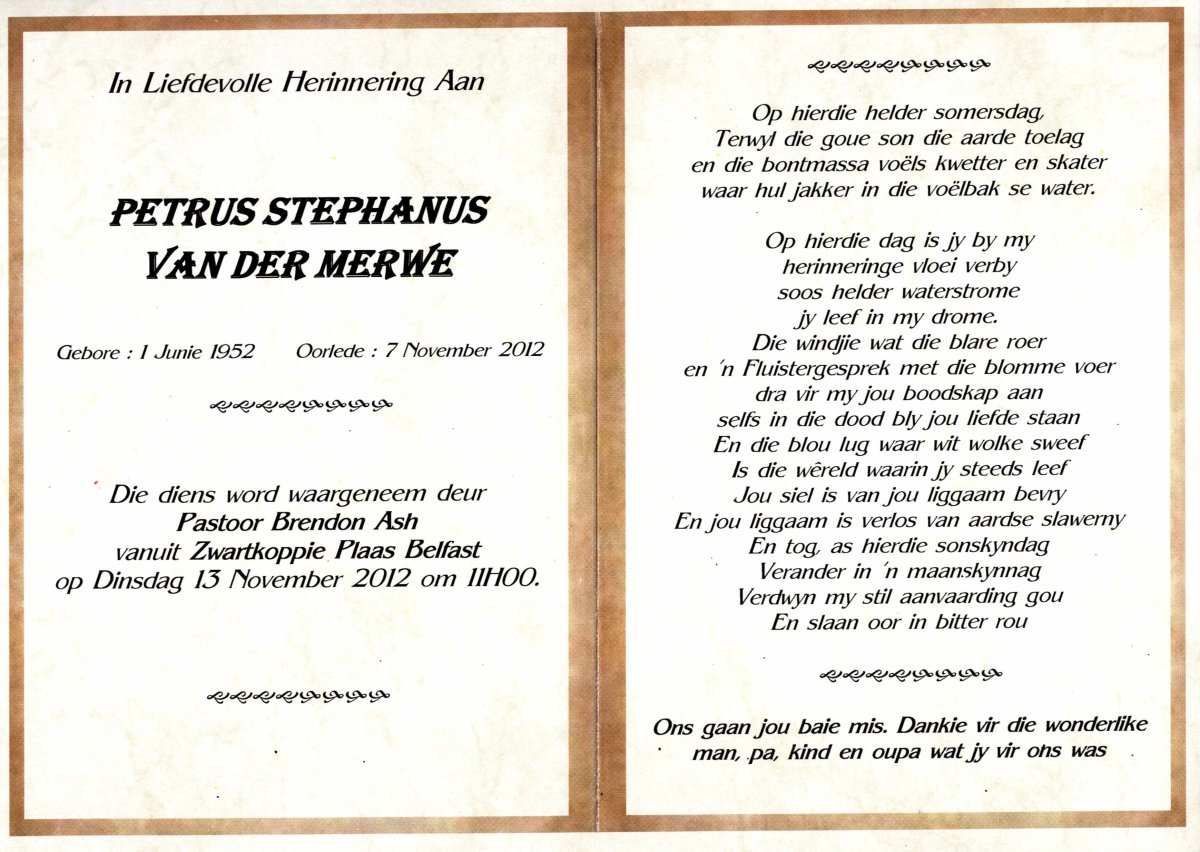 In Liefdevolle Herinnering Aan
PETRUS STEPHANUS
VAN DER MERWE
Gebore : 1 Junie 1952 Oorlede : 7 November 2012
Die diens word waargeneem deur
Pastoor Brendon Ash
vanuit Zwartkoppie Plaas Belfast
op Dinsdag 13 November 2012 om 11H00.
Op hierdie helder somersdag,
Terwyl die goue son die aarde toelag
en die bontmassa voëls kwetter en skater
waar hul jakker in die voëlbak se water.
Op hierdie dag is jy by my
herinneringe vloei verby
soos helder waterstrome
jy leef in my drome.
Die windjie wat die blare roer
en 'n Fluistergesprek met die blomme voer
dra vir my jou boodskap aan
selfs in die dood bly jou liefde staan
En die blou lug waar wit wolke sweef
Is die wêreld waarin jy steeds leef
Jou siel is van jou liggaam bevry
En jou liggaam is verlos van aardse slawerny
En tog, as hierdie sonskyndag
Verander in 'n maanskynnag
Verdwyn my stil aanvaarding gou
En slaan oor in bitter rou
Ons gaan jou baie mis. Dankie vir die wonderlike
man, pa, kind en oupa wat jy vir ons was